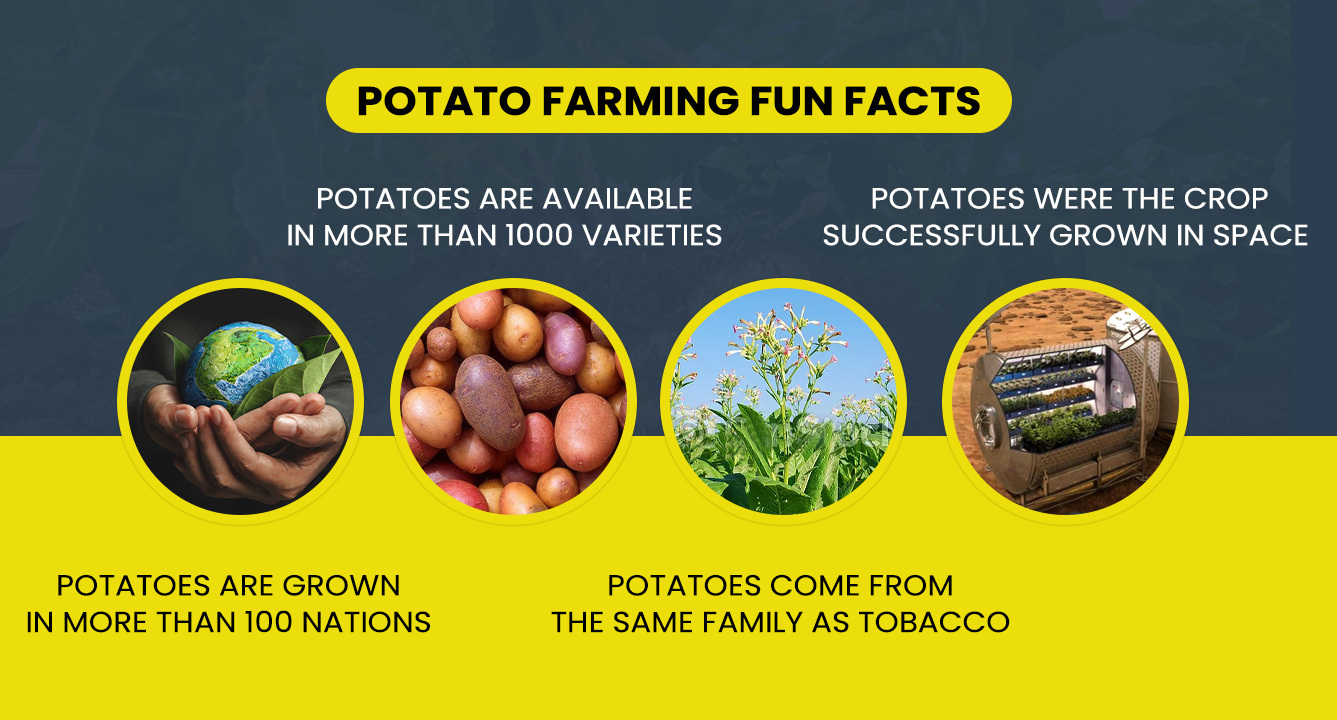 POTATO FARMING FUN FACTS
POTATOES ARE AVAILABLE
IN MORE THAN 1000 VARIETIES
POTATOES WERE THE CROP
SUCCESSFULLY GROWN IN SPACE
POTATOES ARE GROWN
IN MORE THAN 100 NATIONS
POTATOES COME FROM
THE SAME FAMILY AS TOBACCO